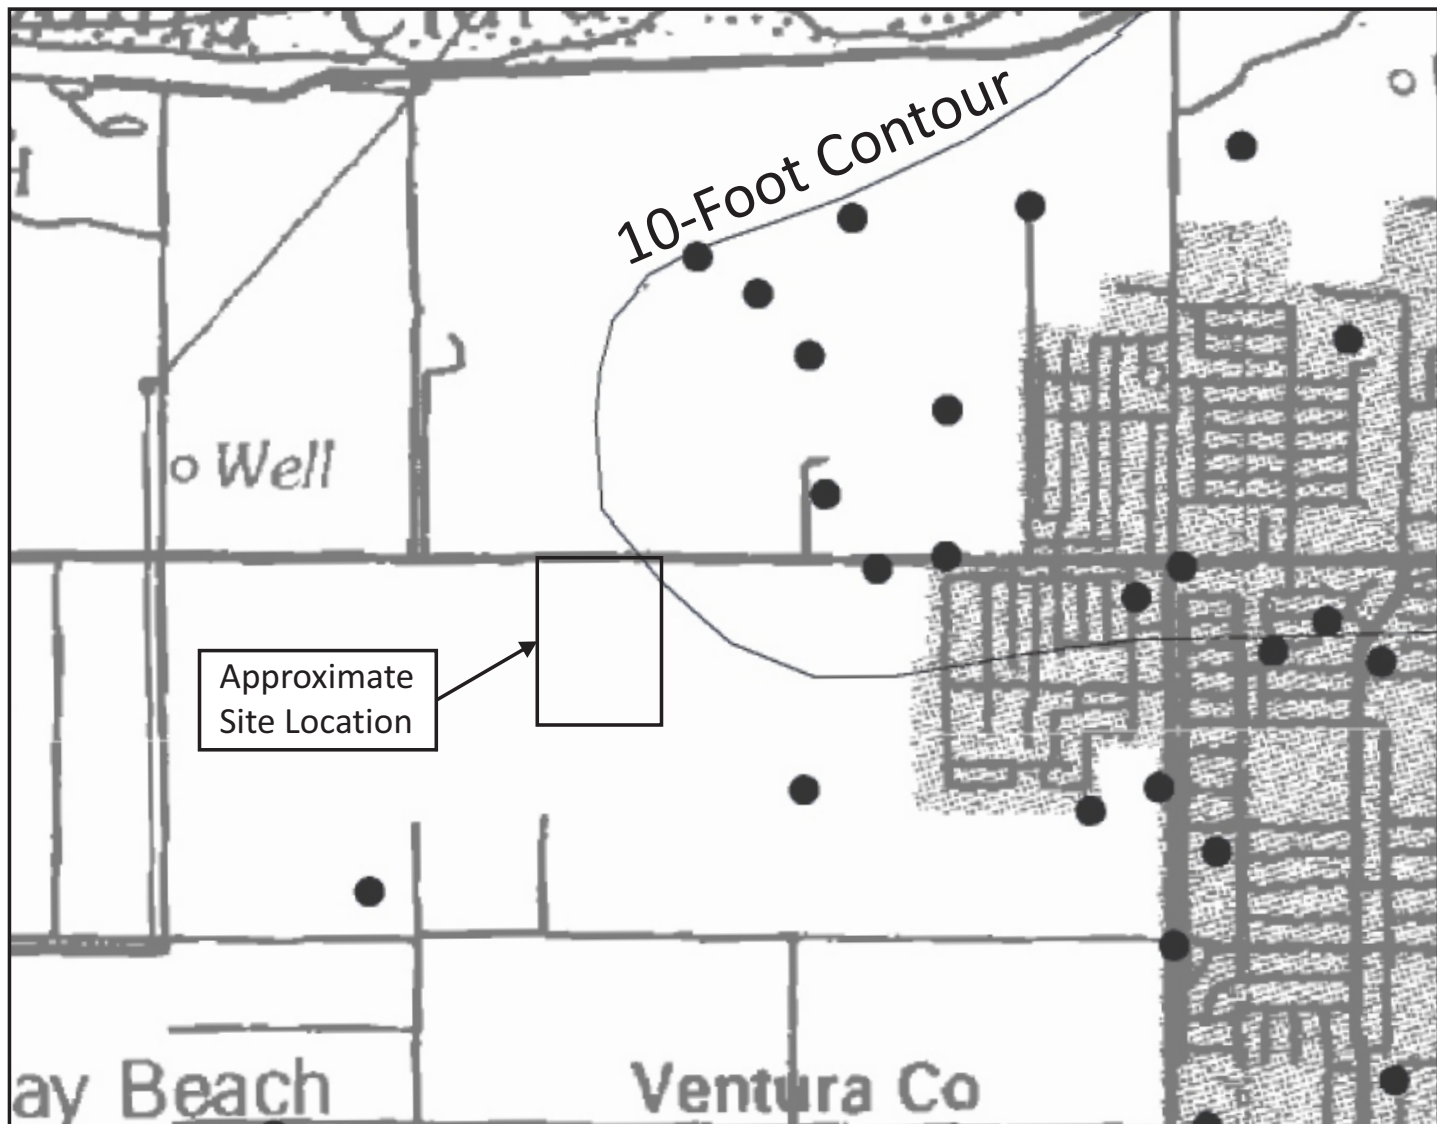 10-Foot Contour
Well
Approximate
Site Location
ay Beach
Ventura Co